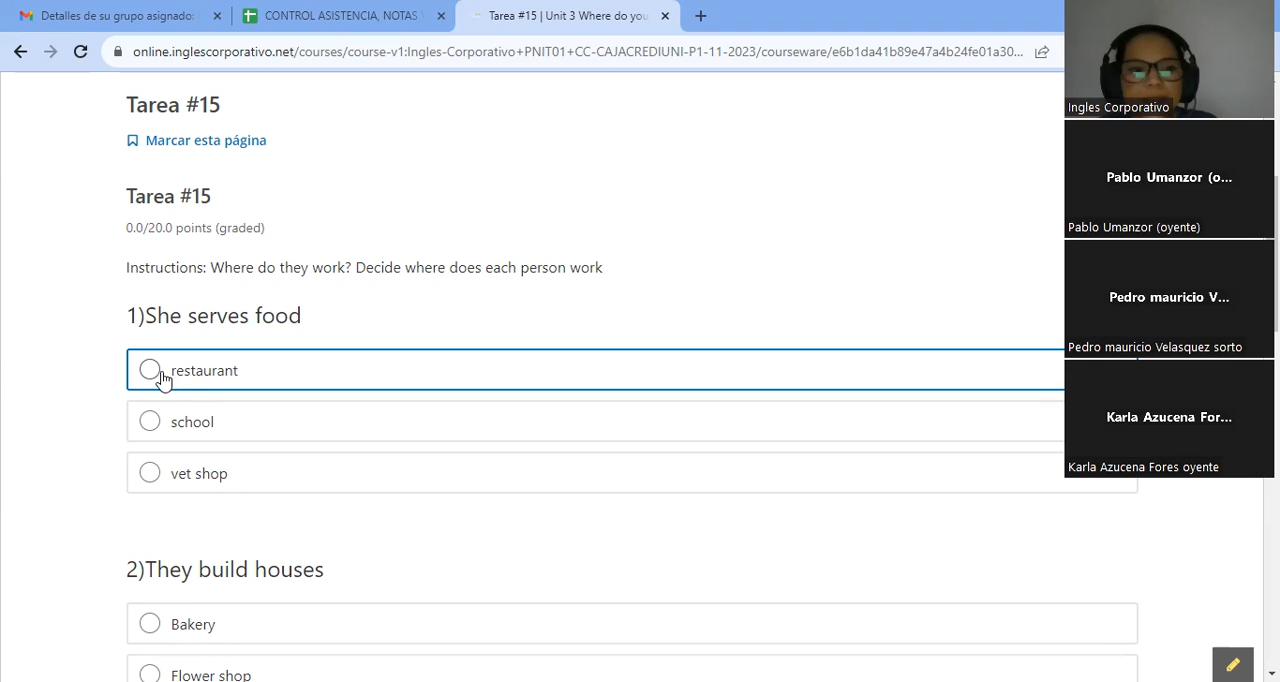 Detalles de su grupo asignado:
CONTROL ASISTENCIA, NOTAS Y
Tarea #15 | Unit 3 Where do you
online.inglescorporativo.net/courses/course-v1:Ingles-Corporativo+PNIT01+CC-CAJACREDIUNI-P1-11-2023/courseware/e6b1da41b89e47a4b24fe01a30...
Tarea #15
Marcar esta página
Tarea #15
0.0/20.0 points (graded)
Instructions: Where do they work? Decide where does each person work
1)She serves food
restaurant
school
vet shop
2)They build houses
Bakery
Flower shop
Ingles Corporativo
Pablo Umanzor (o...
Pablo Umanzor (oyente)
Pedro mauricio V...
Pedro mauricio Velasquez sorto
Karla Azucena For...
Karla Azucena Fores oyente